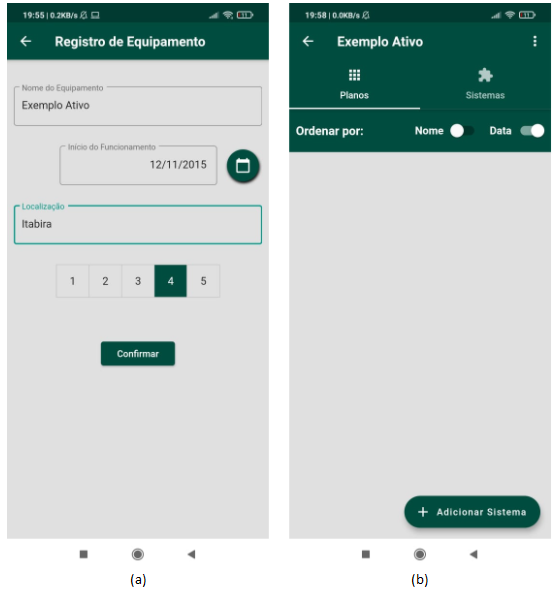 19:55 | 0.2KB/s
Registro de Equipamento
Nome do Equipamento
Exemplo Ativo
Início do Funcionamento
12/11/2015
Localização
Itabira
1 2 3 4 5
Confirmar
(a)
19:58 | 0.0KB/s
Exemplo Ativo
Planos Sistemas
Ordenar por: Nome Data
+ Adicionar Sistema
(b)